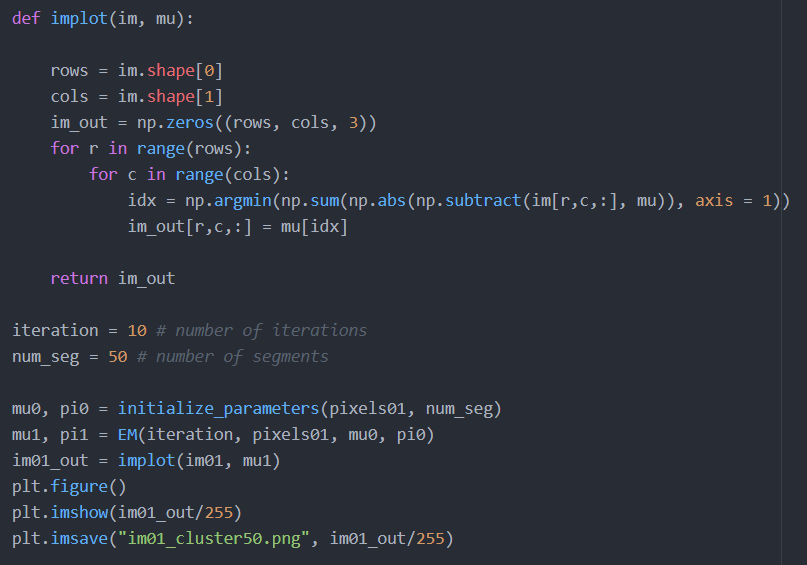 def implot(im, mu):
    rows = im.shape[0]
    cols = im.shape[1]
    im_out = np.zeros((rows, cols, 3))
    for r in range(rows):
        for c in range(cols):
            idx = np.argmin(np.sum(np.abs(np.subtract(im[r,c,:], mu)), axis = 1))
            im_out[r,c,:] = mu[idx]
    return im_out
iteration = 10 # number of iterations
num_seg = 50 # number of segments
mu0, pi0 = initialize_parameters(pixels01, num_seg)
mu1, pi1 = EM(iteration, pixels01, mu0, pi0)
im01_out = implot(im01, mu1)
plt.figure()
plt.imshow(im01_out/255)
plt.imsave("im01_cluster50.png", im01_out/255)